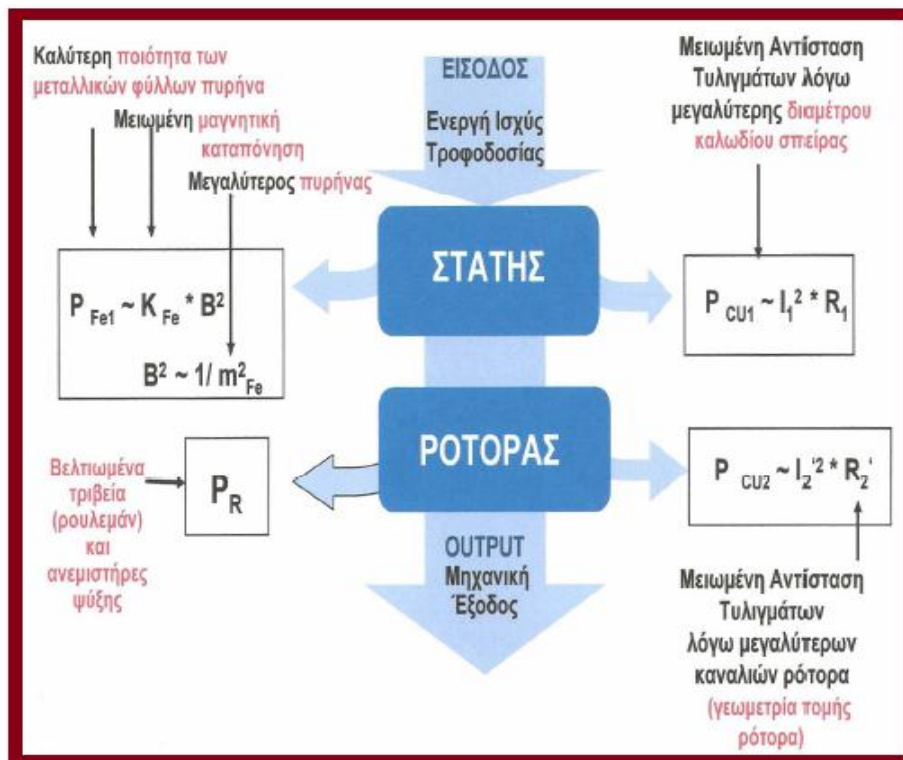 Καλύτερη ποιότητα των
μεταλλικών φύλλων πυρήνα
Μειωμένη μαγνητική
καταπόνηση
Μεγαλύτερος πυρήνας
ΕΙΣΟΔΟΣ
Ενεργή Ισχύς
Τροφοδοσίας
Μειωμένη Αντίσταση
Τυλιγμάτων λόγω
μεγαλύτερης διαμέτρου
καλωδίου σπείρας
ΣΤΑΤΗΣ
P Fe1 ~ K Fe * B²
B² ~ 1/ m²Fe
P CU1 ~ I₁² * R₁
ΡΟΤΟΡΑΣ
Βελτιωμένα
τριβεία
(ρουλεμάν)
και
ανεμιστήρες
ψύξης
P R
P CU2 ~ I₂'² * R₂'
OUTPUT
Μηχανική
Έξοδος
Μειωμένη Αντίσταση
Τυλιγμάτων
λόγω μεγαλύτερων
καναλιών ρότορα
(γεωμετρία τομής
ρότορα)